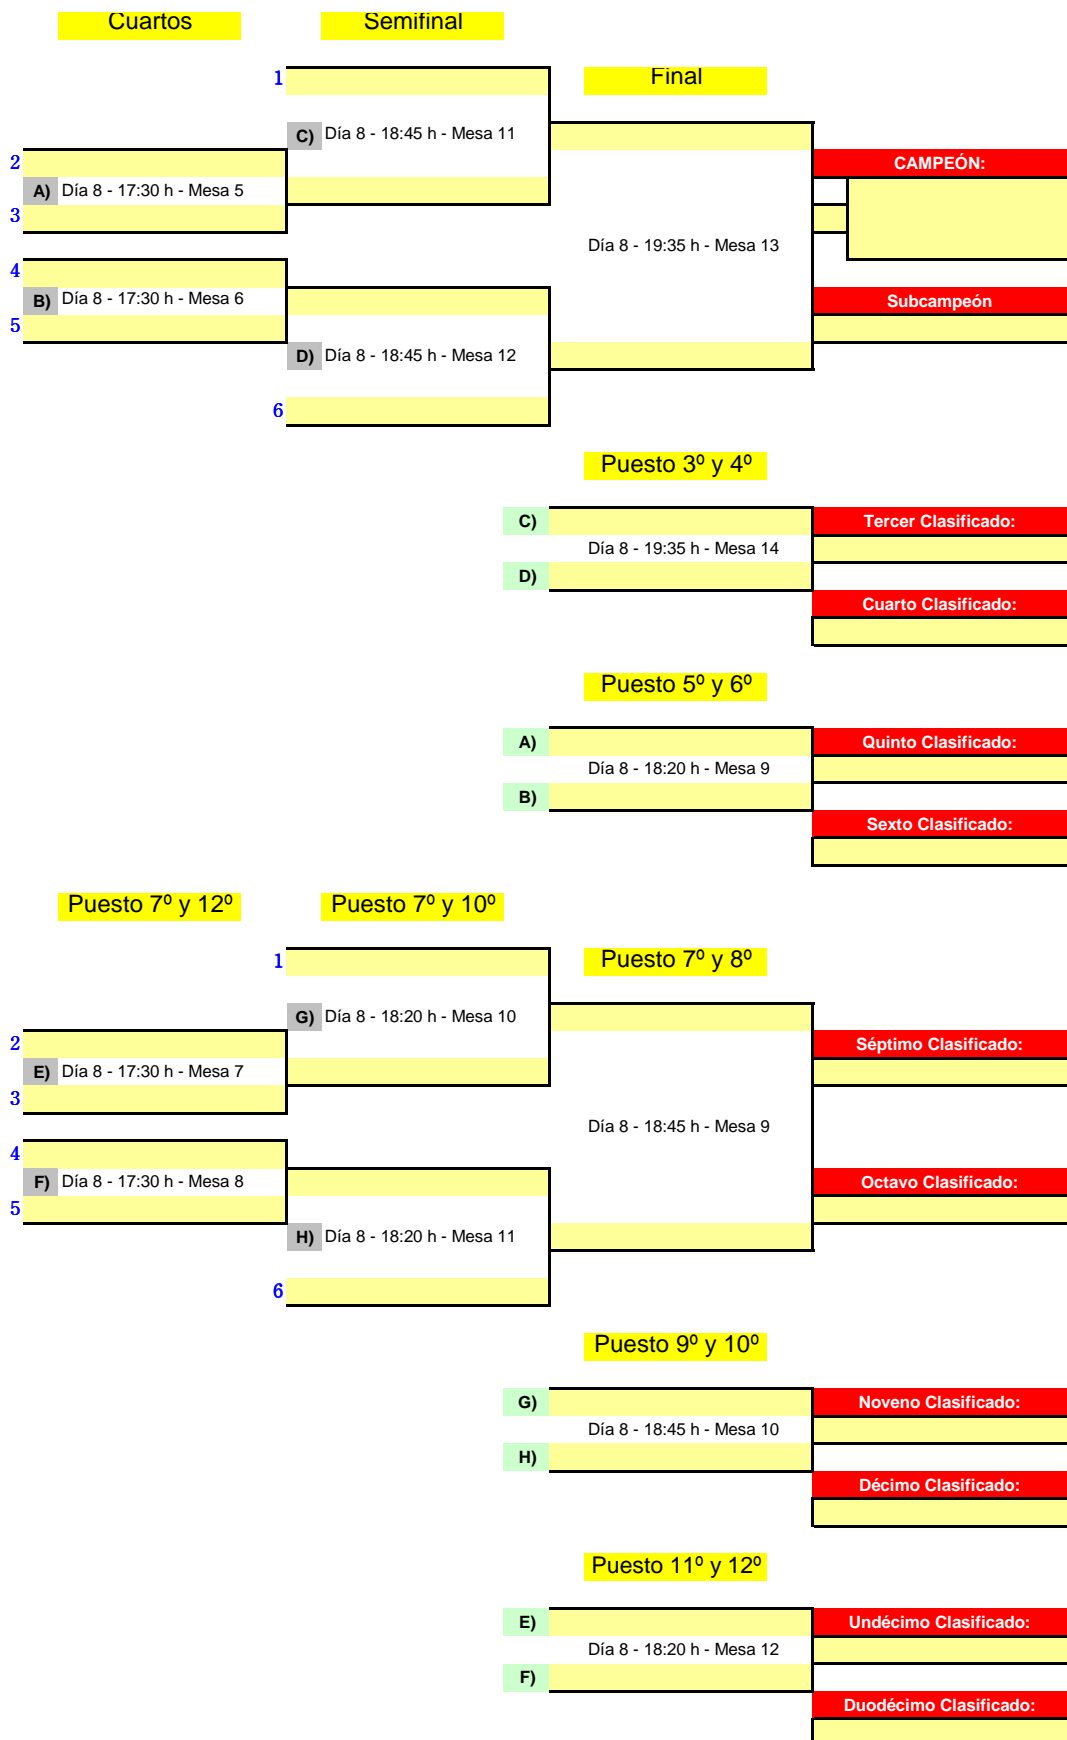 Cuartos Semifinal
1 Final
C) Día 8 - 18:45 h - Mesa 11
2 CAMPEÓN:
A) Día 8 - 17:30 h - Mesa 5
3
Día 8 - 19:35 h - Mesa 13
4
B) Día 8 - 17:30 h - Mesa 6 Subcampeón
5
D) Día 8 - 18:45 h - Mesa 12
6
Puesto 3º y 4º
C) Tercer Clasificado:
Día 8 - 19:35 h - Mesa 14
D)
Cuarto Clasificado:
Puesto 5º y 6º
A) Quinto Clasificado:
Día 8 - 18:20 h - Mesa 9
B)
Sexto Clasificado:
Puesto 7º y 12º Puesto 7º y 10º
1 Puesto 7º y 8º
G) Día 8 - 18:20 h - Mesa 10
2 Séptimo Clasificado:
E) Día 8 - 17:30 h - Mesa 7
3
Día 8 - 18:45 h - Mesa 9
4
F) Día 8 - 17:30 h - Mesa 8 Octavo Clasificado:
5
H) Día 8 - 18:20 h - Mesa 11
6
Puesto 9º y 10º
G) Noveno Clasificado:
Día 8 - 18:45 h - Mesa 10
H)
Décimo Clasificado:
Puesto 11º y 12º
E) Undécimo Clasificado:
Día 8 - 18:20 h - Mesa 12
F)
Duodécimo Clasificado: